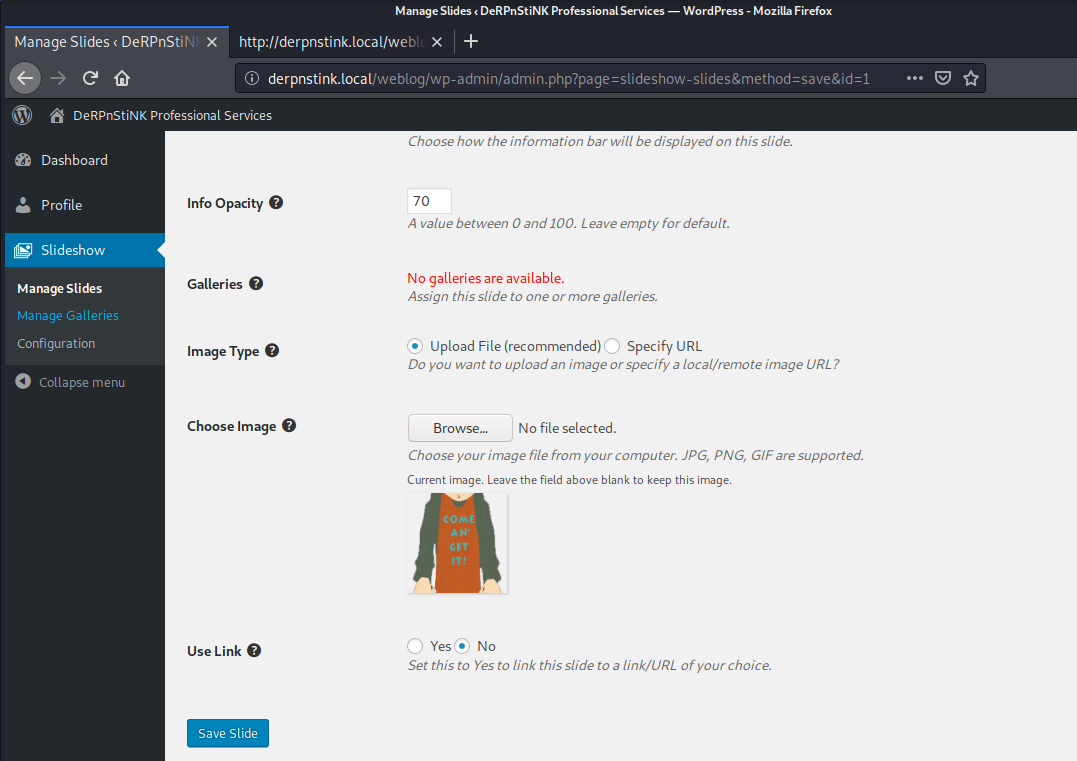 Manage Slides ‹ DeRPnStiNK Professional Services — WordPress - Mozilla Firefox
Manage Slides ‹ DeRPnStiNK
http://derpnstink.local/weblo
derpnstink.local/weblog/wp-admin/admin.php?page=slideshow-slides&method=save&id=1
DeRPnStiNK Professional Services
Dashboard
Profile
Slideshow
Manage Slides
Manage Galleries
Configuration
Collapse menu
Choose how the information bar will be displayed on this slide.
Info Opacity
70
A value between 0 and 100. Leave empty for default.
Galleries
No galleries are available.
Assign this slide to one or more galleries.
Image Type
Upload File (recommended) Specify URL
Do you want to upload an image or specify a local/remote image URL?
Choose Image
Browse... No file selected.
Choose your image file from your computer. JPG, PNG, GIF are supported.
Current image. Leave the field above blank to keep this image.
COME
AN'
GET
IT!
Use Link
Yes No
Set this to Yes to link this slide to a link/URL of your choice.
Save Slide